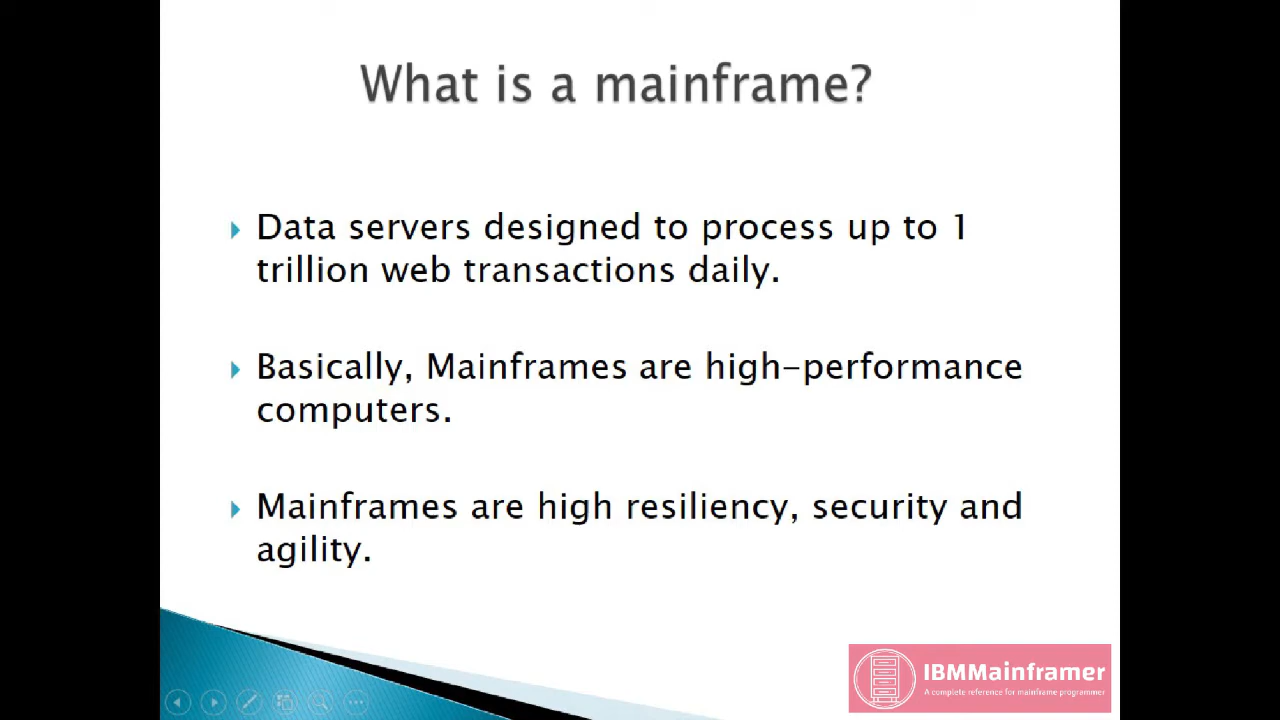 What is a mainframe?
Data servers designed to process up to 1
trillion web transactions daily.
Basically, Mainframes are high-performance
computers.
Mainframes are high resiliency, security and
agility.
IBMMainframer
A complete reference for mainframe programmer